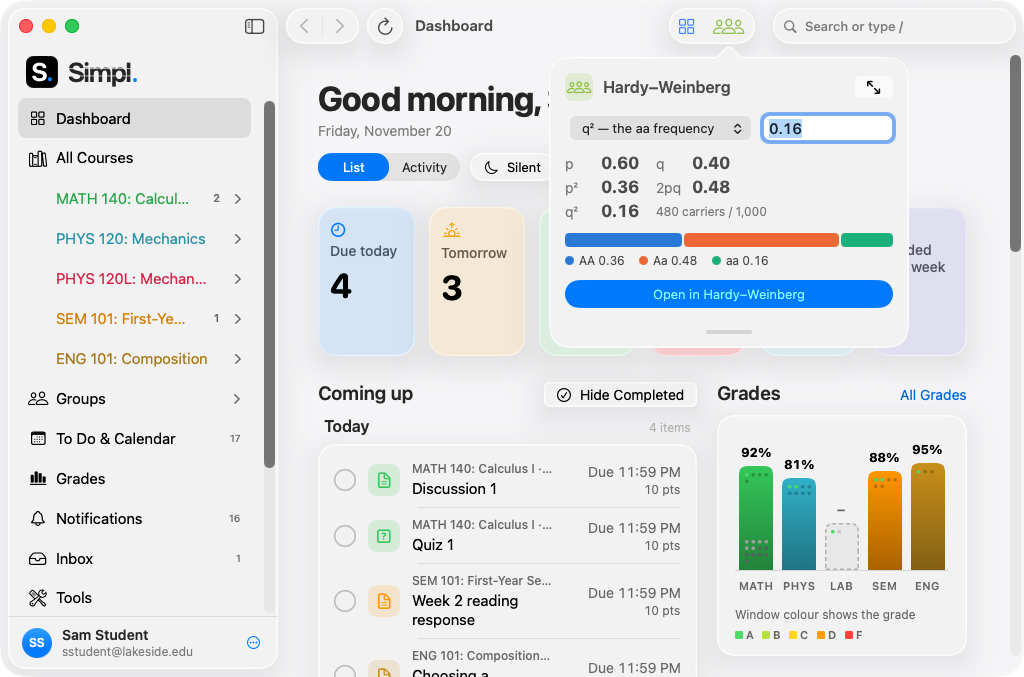 Dashboard
Search or type /
S.
Simpl.
Dashboard
All Courses
MATH 140: Calcul... 2
PHYS 120: Mechanics
PHYS 120L: Mechan...
SEM 101: First-Ye... 1
ENG 101: Composition
Groups
To Do & Calendar 17
Grades
Notifications 16
Inbox 1
Tools
SS
Sam Student
sstudent@lakeside.edu
Good morning,
Friday, November 20
List
Activity
Silent
Due today
4
Tomorrow
3
week
Hardy–Weinberg
q² — the aa frequency
0.16
p 0.60 q 0.40
p² 0.36 2pq 0.48
q² 0.16 480 carriers / 1,000
AA 0.36 Aa 0.48 aa 0.16
Open in Hardy–Weinberg
Coming up
Hide Completed
Today
4 items
MATH 140: Calculus I ·...
Discussion 1
Due 11:59 PM
10 pts
MATH 140: Calculus I ·...
Quiz 1
Due 11:59 PM
10 pts
SEM 101: First-Year Se...
Week 2 reading
response
Due 11:59 PM
10 pts
ENG 101: Composition...
Choosing a
Due 11:59 PM
Grades
All Grades
92% 81% – 88% 95%
MATH PHYS LAB SEM ENG
Window colour shows the grade
A B C D F